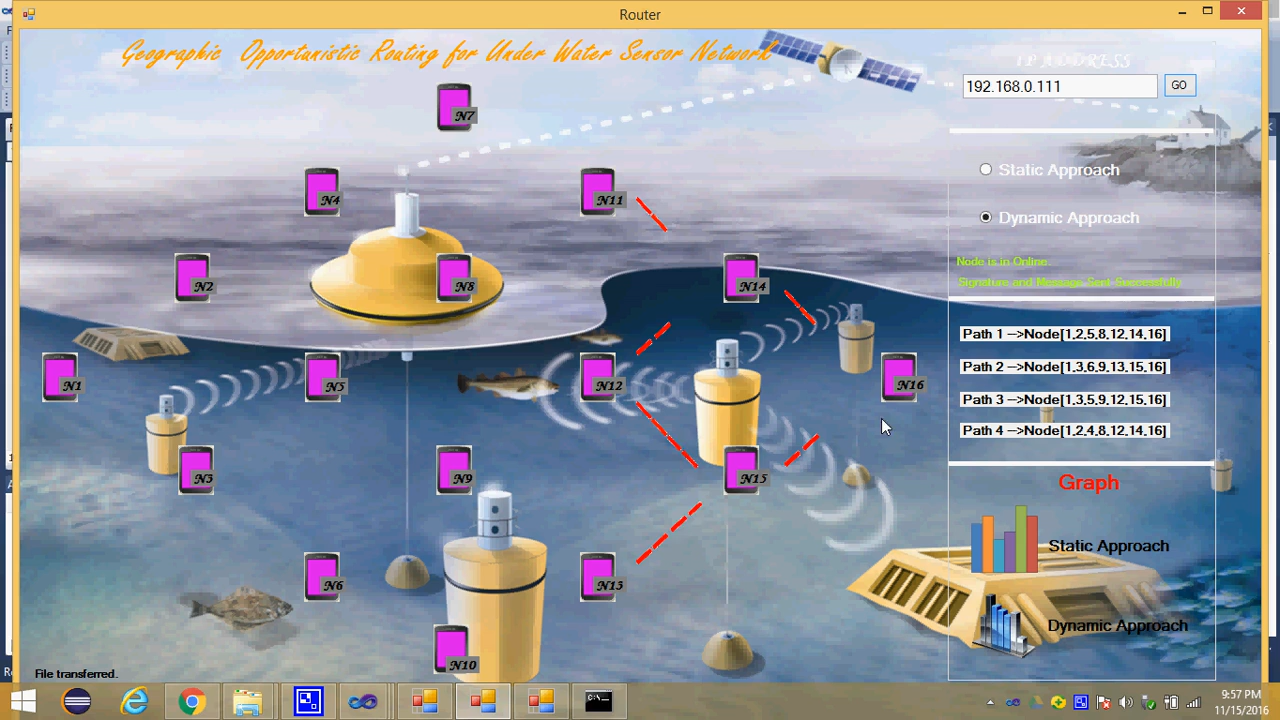 Router
Geographic Opportunistic Routing for Under Water Sensor Network
IP ADDRESS
192.168.0.111
GO
Static Approach
Dynamic Approach
Node is in Online.
Signature and Message Sent Successfully
Path 1 -->Node[1,2,5,8,12,14,16]
Path 2 -->Node[1,3,6,9,13,15,16]
Path 3 -->Node[1,3,5,9,12,15,16]
Path 4 -->Node[1,2,4,8,12,14,16]
Graph
Static Approach
Dynamic Approach
N7
N4
N11
N2
N8
N14
N1
N5
N12
N16
N3
N9
N15
N6
N13
N10
File transferred.
9:57 PM
11/15/2016